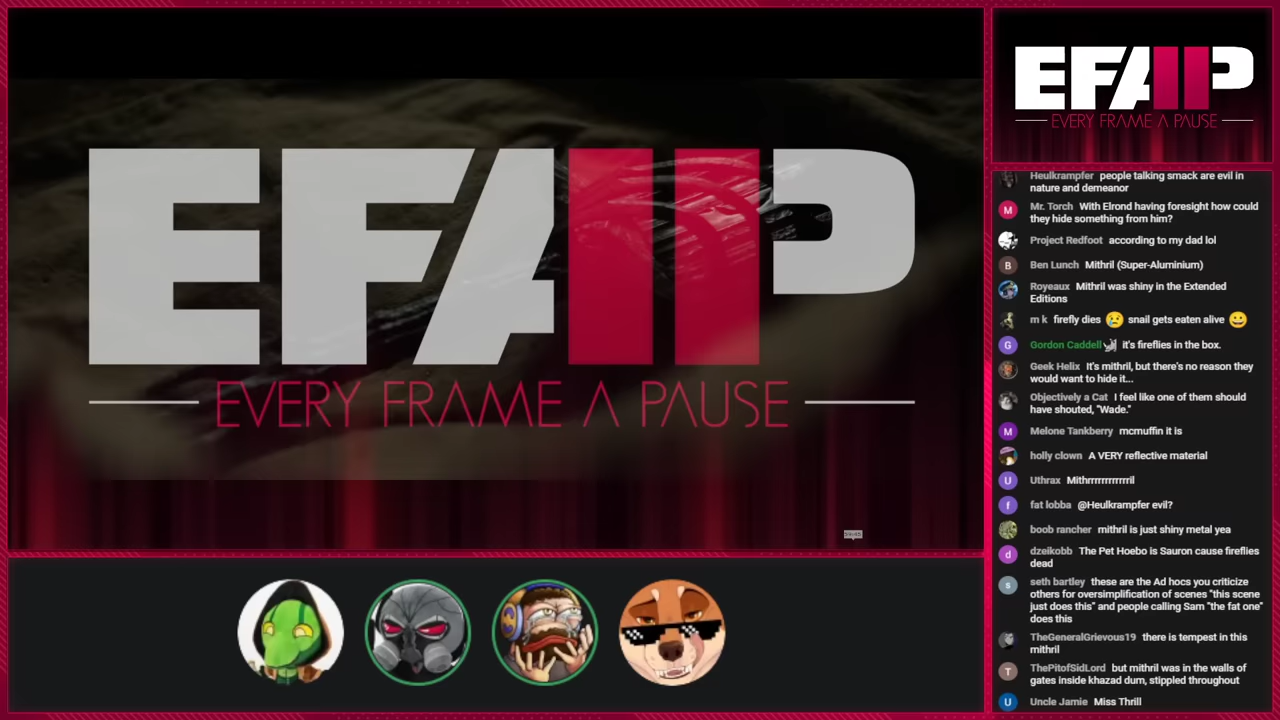 EFAP
EVERY FRAME A PAUSE
EFAP
EVERY FRAME A PAUSE
Heulkrampfer people talking smack are evil in
nature and demeanor
M
Mr. Torch With Elrond having foresight how could
they hide something from him?
Project Redfoot according to my dad lol
B
Ben Lunch Mithril (Super-Aluminium)
Royeaux Mithril was shiny in the Extended
Editions
m k firefly dies 😢 snail gets eaten alive 😀
G
Gordon Caddell it's fireflies in the box.
Geek Helix It's mithril, but there's no reason they
would want to hide it...
Objectively a Cat I feel like one of them should
have shouted, "Wade."
M
Melone Tankberry mcmuffin it is
holly clown A VERY reflective material
U
Uthrax Mithrrrrrrrrrrril
f
fat lobba @Heulkrampfer evil?
boob rancher mithril is just shiny metal yea
d
dzeikobb The Pet Hoebo is Sauron cause fireflies
dead
s
seth bartley these are the Ad hocs you criticize
others for oversimplification of scenes "this scene
just does this" and people calling Sam "the fat one"
does this
TheGeneralGrievous19 there is tempest in this
mithril
T
ThePitofSidLord but mithril was in the walls of
gates inside khazad dum, stippled throughout
U
Uncle Jamie Miss Thrill